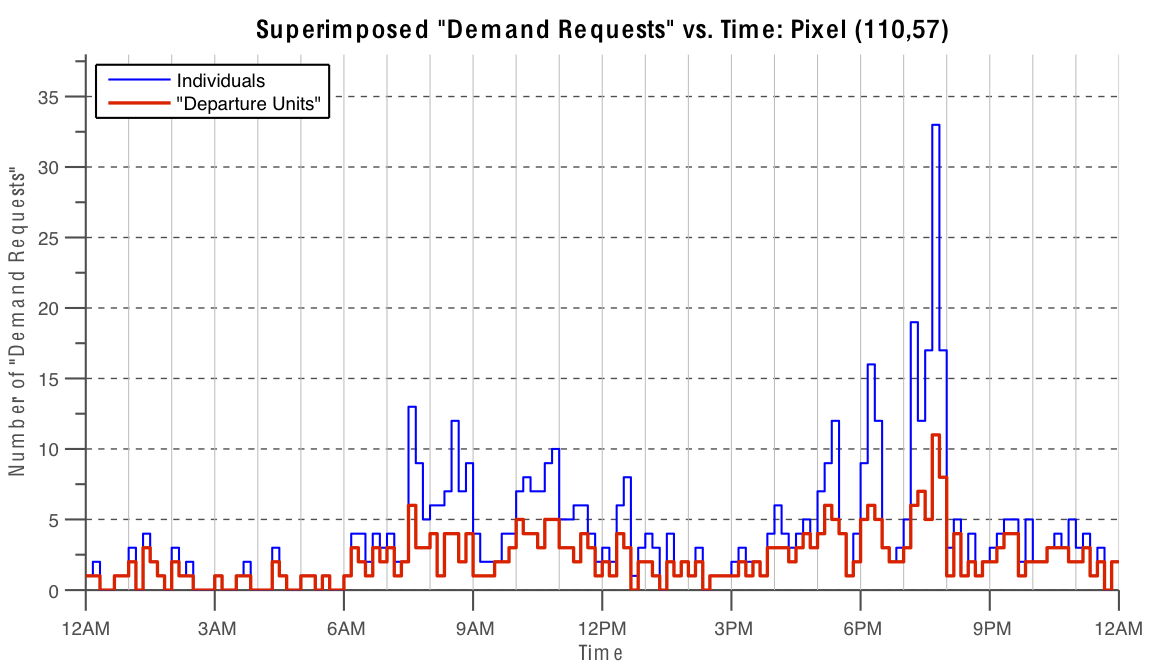 Superimposed "Demand Requests" vs. Time: Pixel (110,57)
Individuals
"Departure Units"
Number of "Demand Requests"
35
30
25
20
15
10
5
0
12AM 3AM 6AM 9AM 12PM 3PM 6PM 9PM 12AM
Time